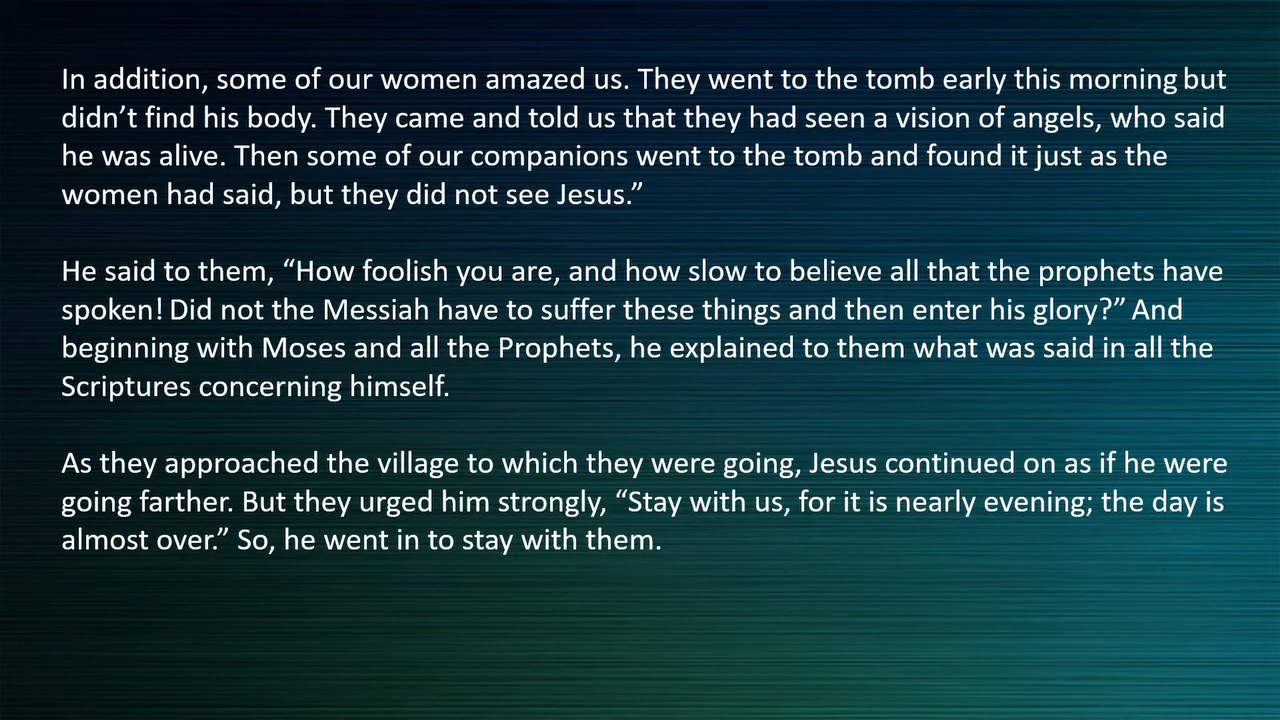 In addition, some of our women amazed us. They went to the tomb early this morning but
didn’t find his body. They came and told us that they had seen a vision of angels, who said
he was alive. Then some of our companions went to the tomb and found it just as the
women had said, but they did not see Jesus.”
He said to them, “How foolish you are, and how slow to believe all that the prophets have
spoken! Did not the Messiah have to suffer these things and then enter his glory?” And
beginning with Moses and all the Prophets, he explained to them what was said in all the
Scriptures concerning himself.
As they approached the village to which they were going, Jesus continued on as if he were
going farther. But they urged him strongly, “Stay with us, for it is nearly evening; the day is
almost over.” So, he went in to stay with them.